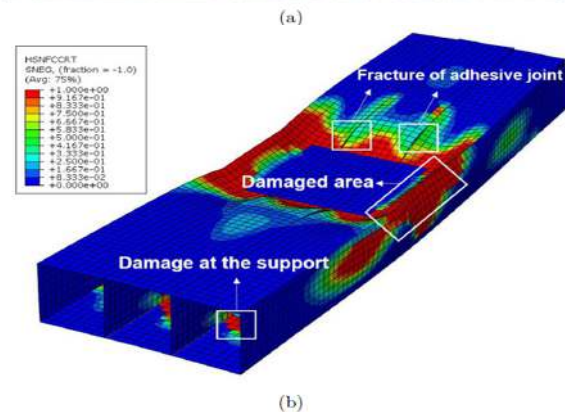 (a)
HSNFCCRT
SNEG, (fraction = -1.0)
(Avg: 75%)
+1.000e+00
+9.167e-01
+8.333e-01
+7.500e-01
+6.667e-01
+5.833e-01
+5.000e-01
+4.167e-01
+3.333e-01
+2.500e-01
+1.667e-01
+8.333e-02
+0.000e+00
Fracture of adhesive joint
Damaged area
Damage at the support
(b)